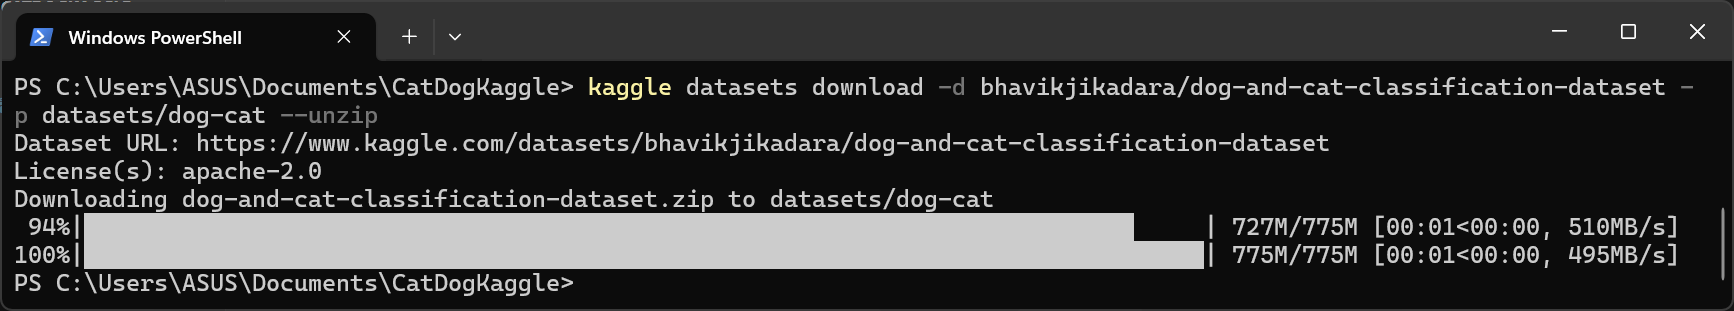 Windows PowerShell
PS C:\Users\ASUS\Documents\CatDogKaggle> kaggle datasets download -d bhavikjikadara/dog-and-cat-classification-dataset -
p datasets/dog-cat --unzip
Dataset URL: https://www.kaggle.com/datasets/bhavikjikadara/dog-and-cat-classification-dataset
License(s): apache-2.0
Downloading dog-and-cat-classification-dataset.zip to datasets/dog-cat
94%| | 727M/775M [00:01<00:00, 510MB/s]
100%| | 775M/775M [00:01<00:00, 495MB/s]
PS C:\Users\ASUS\Documents\CatDogKaggle>